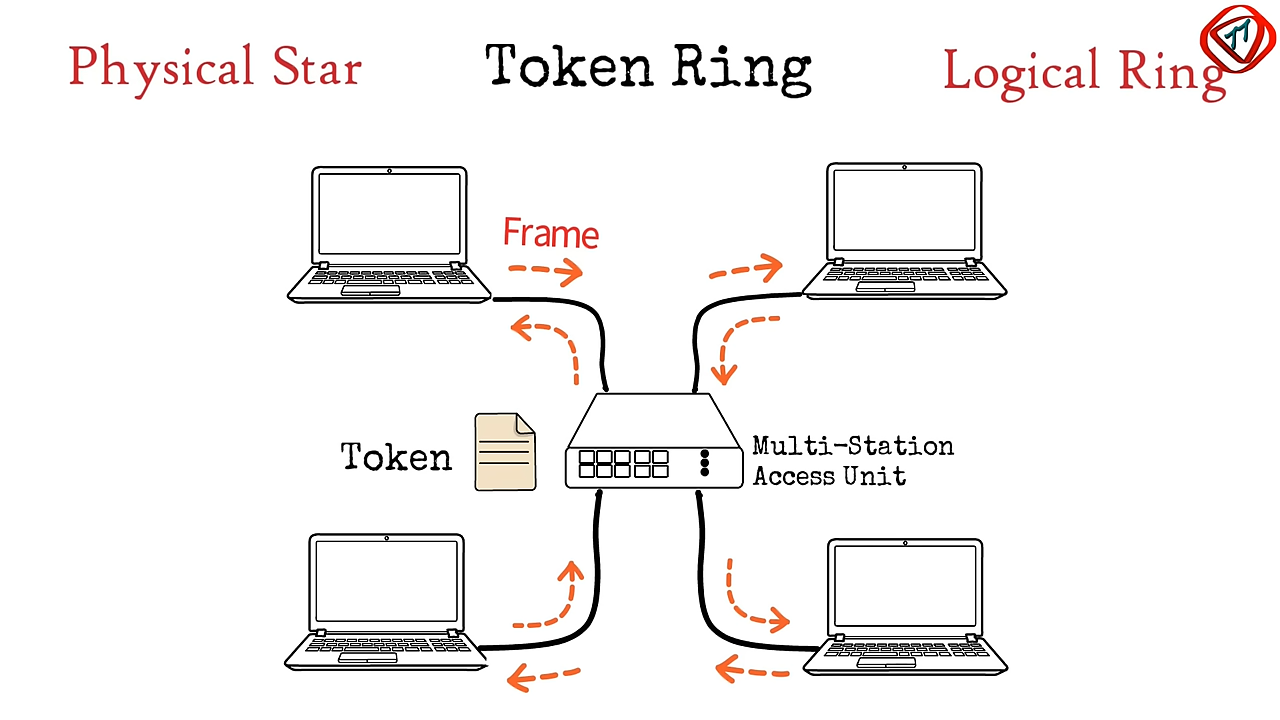 Physical Star
Token Ring
Logical Ring
Frame
Token
Multi-Station
Access Unit